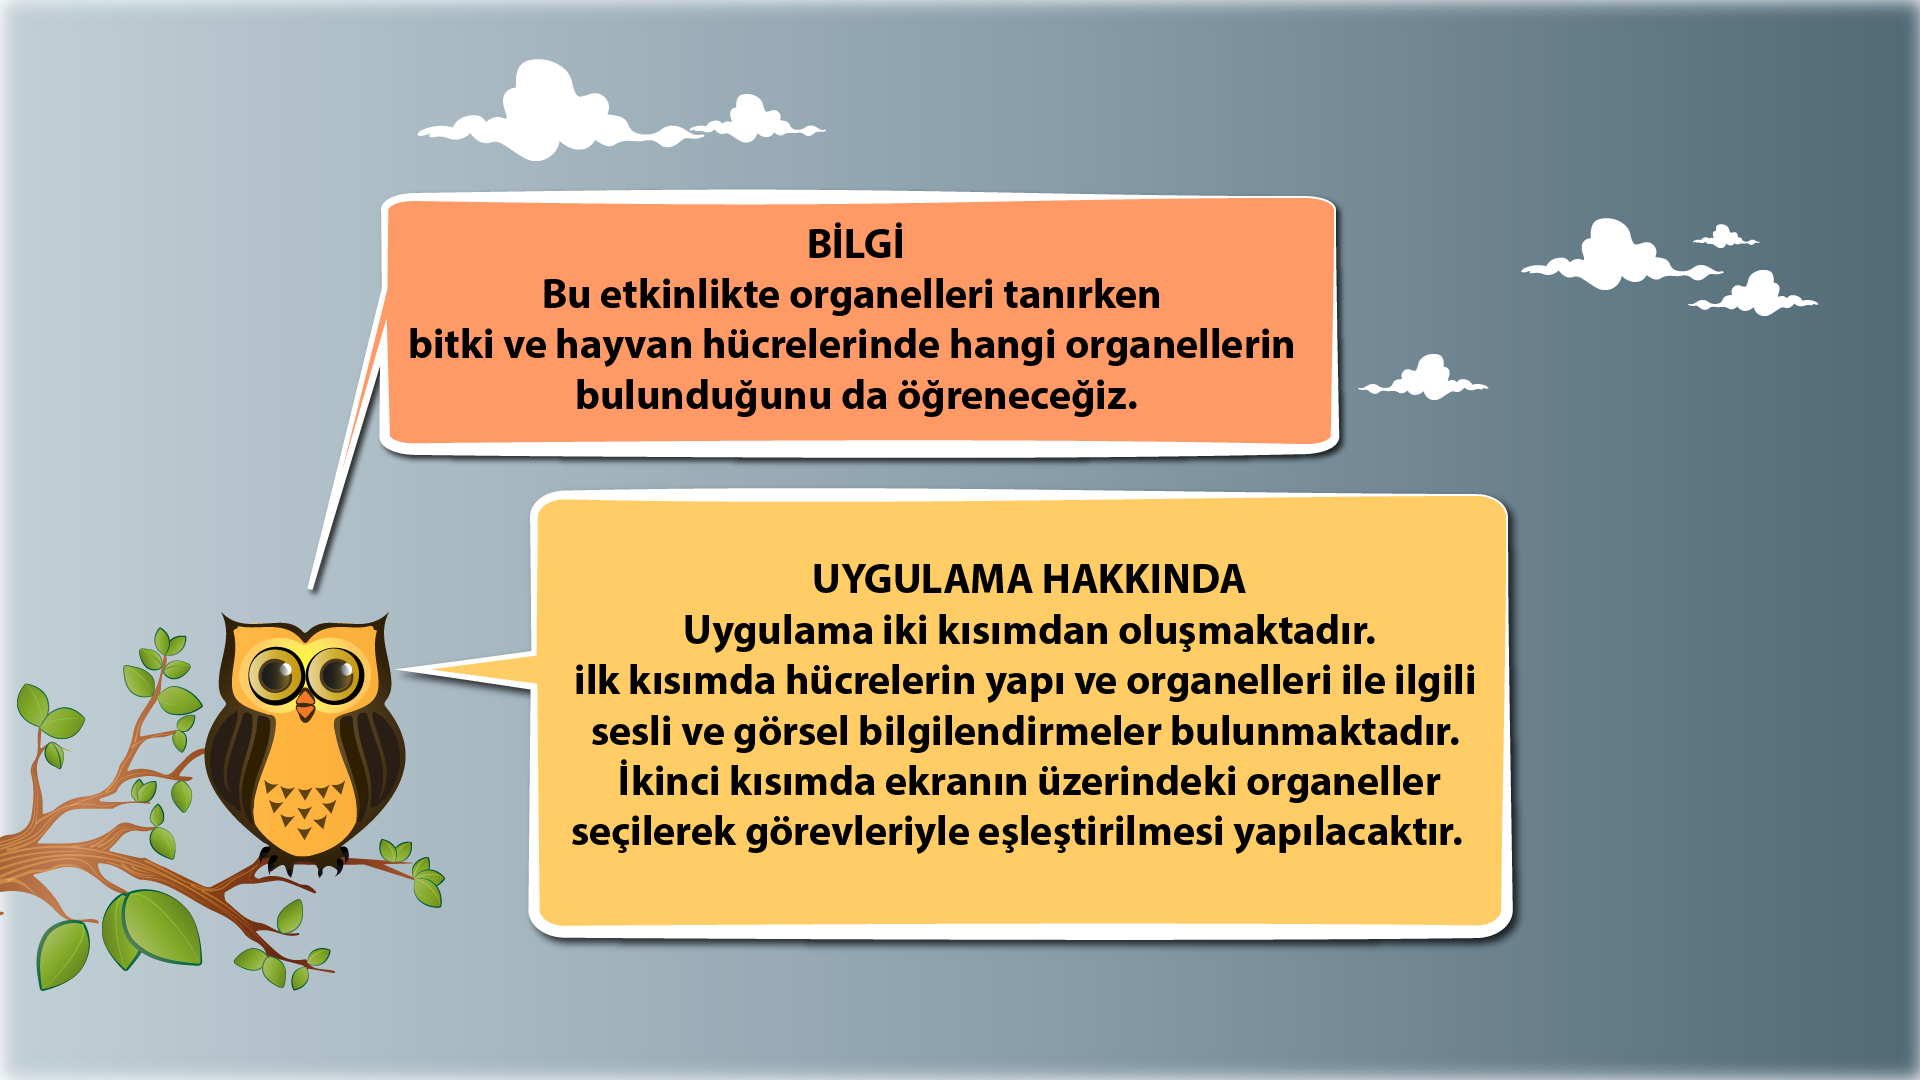 BİLGİ
Bu etkinlikte organelleri tanırken
bitki ve hayvan hücrelerinde hangi organellerin
bulunduğunu da öğreneceğiz.
UYGULAMA HAKKINDA
Uygulama iki kısımdan oluşmaktadır.
ilk kısımda hücrelerin yapı ve organelleri ile ilgili
sesli ve görsel bilgilendirmeler bulunmaktadır.
İkinci kısımda ekranın üzerindeki organeller
seçilerek görevleriyle eşleştirilmesi yapılacaktır.